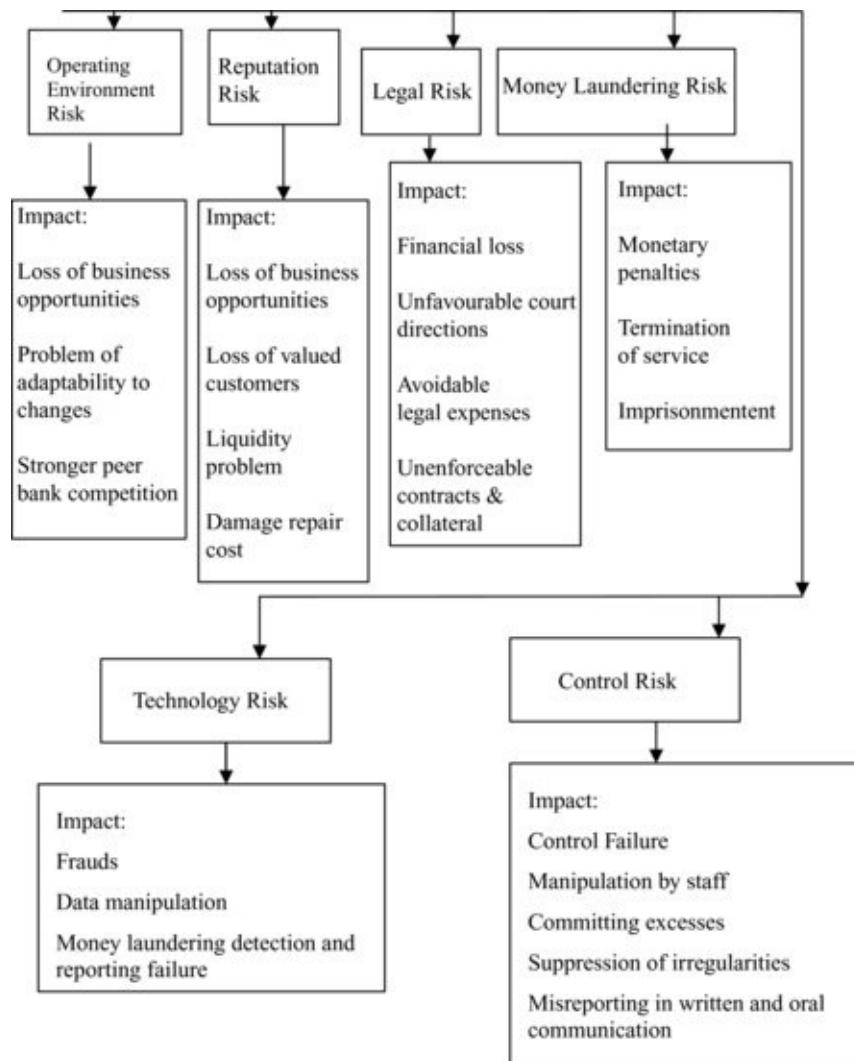 Operating
Environment
Risk
Reputation
Risk
Legal Risk
Money Laundering Risk
Impact:
Loss of business
opportunities
Problem of
adaptability to
changes
Stronger peer
bank competition
Impact:
Loss of business
opportunities
Loss of valued
customers
Liquidity
problem
Damage repair
cost
Impact:
Financial loss
Unfavourable court
directions
Avoidable
legal expenses
Unenforceable
contracts &
collateral
Impact:
Monetary
penalties
Termination
of service
Imprisonmentent
Technology Risk
Control Risk
Impact:
Frauds
Data manipulation
Money laundering detection and
reporting failure
Impact:
Control Failure
Manipulation by staff
Committing excesses
Suppression of irregularities
Misreporting in written and oral
communication